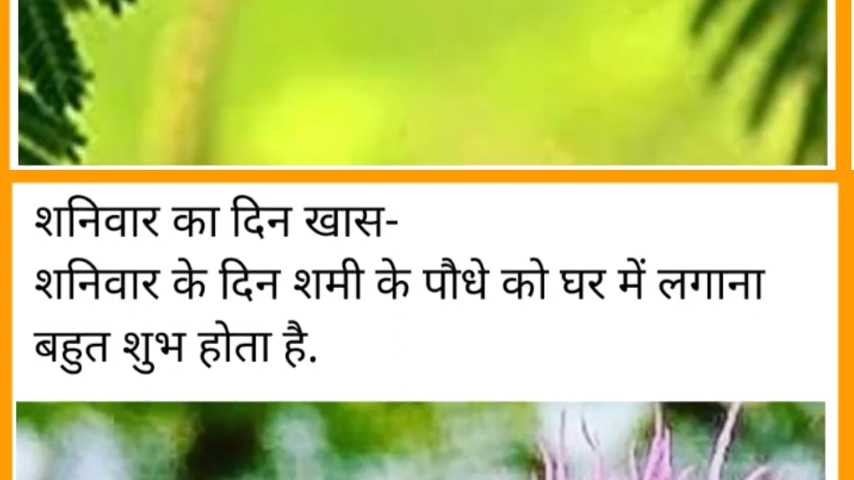 शनिवार का दिन खास-
शनिवार के दिन शमी के पौधे को घर में लगाना
बहुत शुभ होता है.